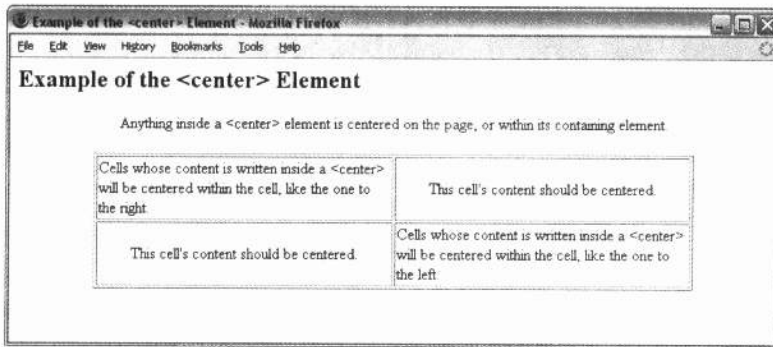 Example of the <center> Element - Mozilla Firefox
File Edit View History Bookmarks Tools Help
Example of the <center> Element
Anything inside a <center> element is centered on the page, or within its containing element
Cells whose content is written inside a <center>
will be centered within the cell, like the one to
the right.
This cell's content should be centered.
This cell's content should be centered.
Cells whose content is written inside a <center>
will be centered within the cell, like the one to
the left